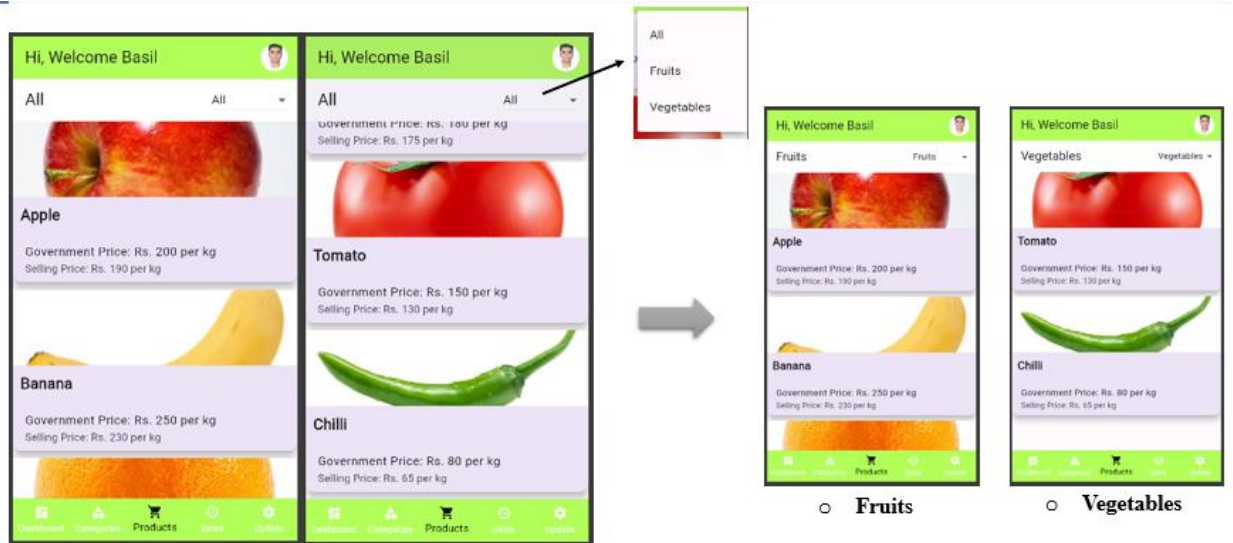 Hi, Welcome Basil
All All
Apple
Government Price: Rs. 200 per kg
Selling Price: Rs. 190 per kg
Banana
Government Price: Rs. 250 per kg
Selling Price: Rs. 230 per kg
Dashboard Categories Products Sales Update
Hi, Welcome Basil
All All
Government Price: Rs. 180 per kg
Selling Price: Rs. 175 per kg
Tomato
Government Price: Rs. 150 per kg
Selling Price: Rs. 130 per kg
Chilli
Government Price: Rs. 80 per kg
Selling Price: Rs. 65 per kg
Dashboard Categories Products Sales Update
All
Fruits
Vegetables
Hi, Welcome Basil
Fruits Fruits
Apple
Government Price: Rs. 200 per kg
Selling Price: Rs. 190 per kg
Banana
Government Price: Rs. 250 per kg
Selling Price: Rs. 230 per kg
Dashboard Categories Products Sales Update
Fruits
Hi, Welcome Basil
Vegetables Vegetables
Tomato
Government Price: Rs. 150 per kg
Selling Price: Rs. 130 per kg
Chilli
Government Price: Rs. 80 per kg
Selling Price: Rs. 65 per kg
Dashboard Categories Products Sales Update
Vegetables